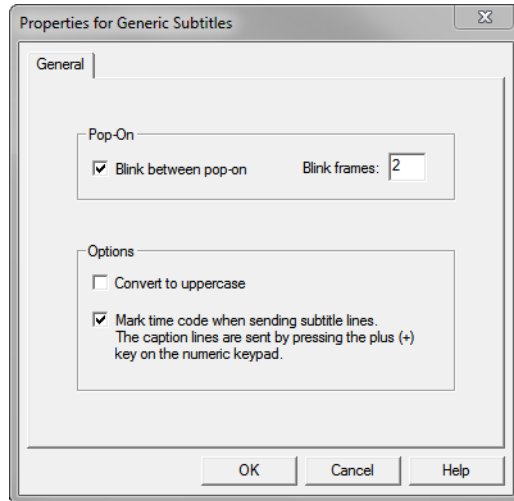 Properties for Generic Subtitles
General
Pop-On
Blink between pop-on Blink frames: 2
Options
Convert to uppercase
Mark time code when sending subtitle lines.
The caption lines are sent by pressing the plus (+)
key on the numeric keypad.
OK Cancel Help